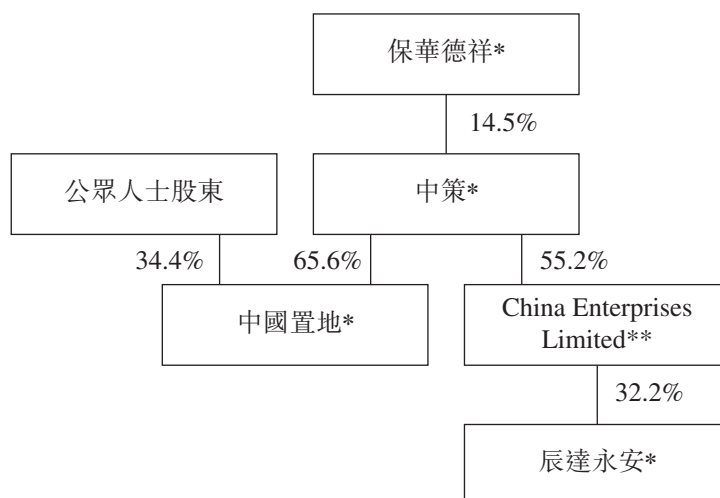 保華德祥*
14.5%
公眾人士股東
中策*
34.4%
65.6%
55.2%
中國置地*
China Enterprises
Limited**
32.2%
辰達永安*